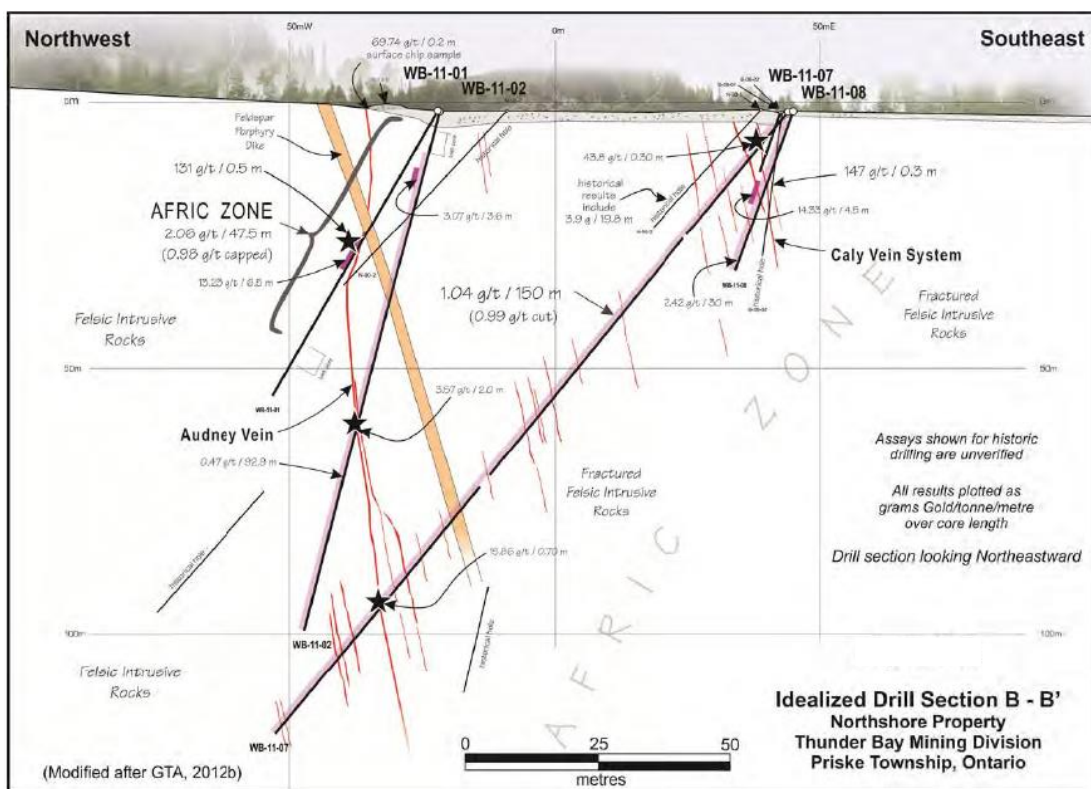 Northwest
50mW
0m
50mE
Southeast
69.74 g/t / 0.2 m
surface chip sample
WB-11-01
WB-11-02
WB-11-07
WB-11-08
0m
0m
Feldspar
Porphyry
Dike
historical hole
131 g/t / 0.5 m
43.8 g/t / 0.30 m
147 g/t / 0.3 m
AFRIC ZONE
2.06 g/t / 47.5 m
(0.98 g/t capped)
3.07 g/t / 3.6 m
historical
results
include
3.9 g / 19.8 m
historical hole
14.33 g/t / 4.5 m
Caly Vein System
WB-11-08
historical hole
2.42 g/t / 30 m
1.04 g/t / 150 m
(0.99 g/t cut)
Felsic Intrusive
Rocks
Fractured
Felsic Intrusive
Rocks
50m
50m
WB-11-01
3.57 g/t / 2.0 m
Audney Vein
0.47 g/t / 92.9 m
Fractured
Felsic Intrusive
Rocks
AFRIC ZONE
Assays shown for historic
drilling are unverified
All results plotted as
grams Gold/tonne/metre
over core length
Drill section looking Northeastward
historical hole
15.86 g/t / 0.70 m
historical hole
100m
100m
WB-11-02
Felsic Intrusive
Rocks
WB-11-07
Idealized Drill Section B - B'
Northshore Property
Thunder Bay Mining Division
Priske Township, Ontario
0 25 50
metres
(Modified after GTA, 2012b)